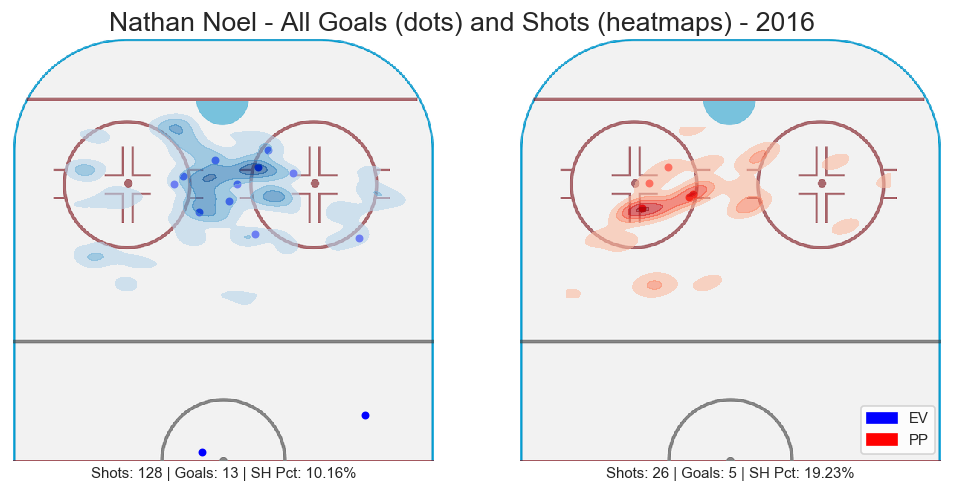 Nathan Noel - All Goals (dots) and Shots (heatmaps) - 2016
EV
PP
Shots: 128 | Goals: 13 | SH Pct: 10.16%
Shots: 26 | Goals: 5 | SH Pct: 19.23%